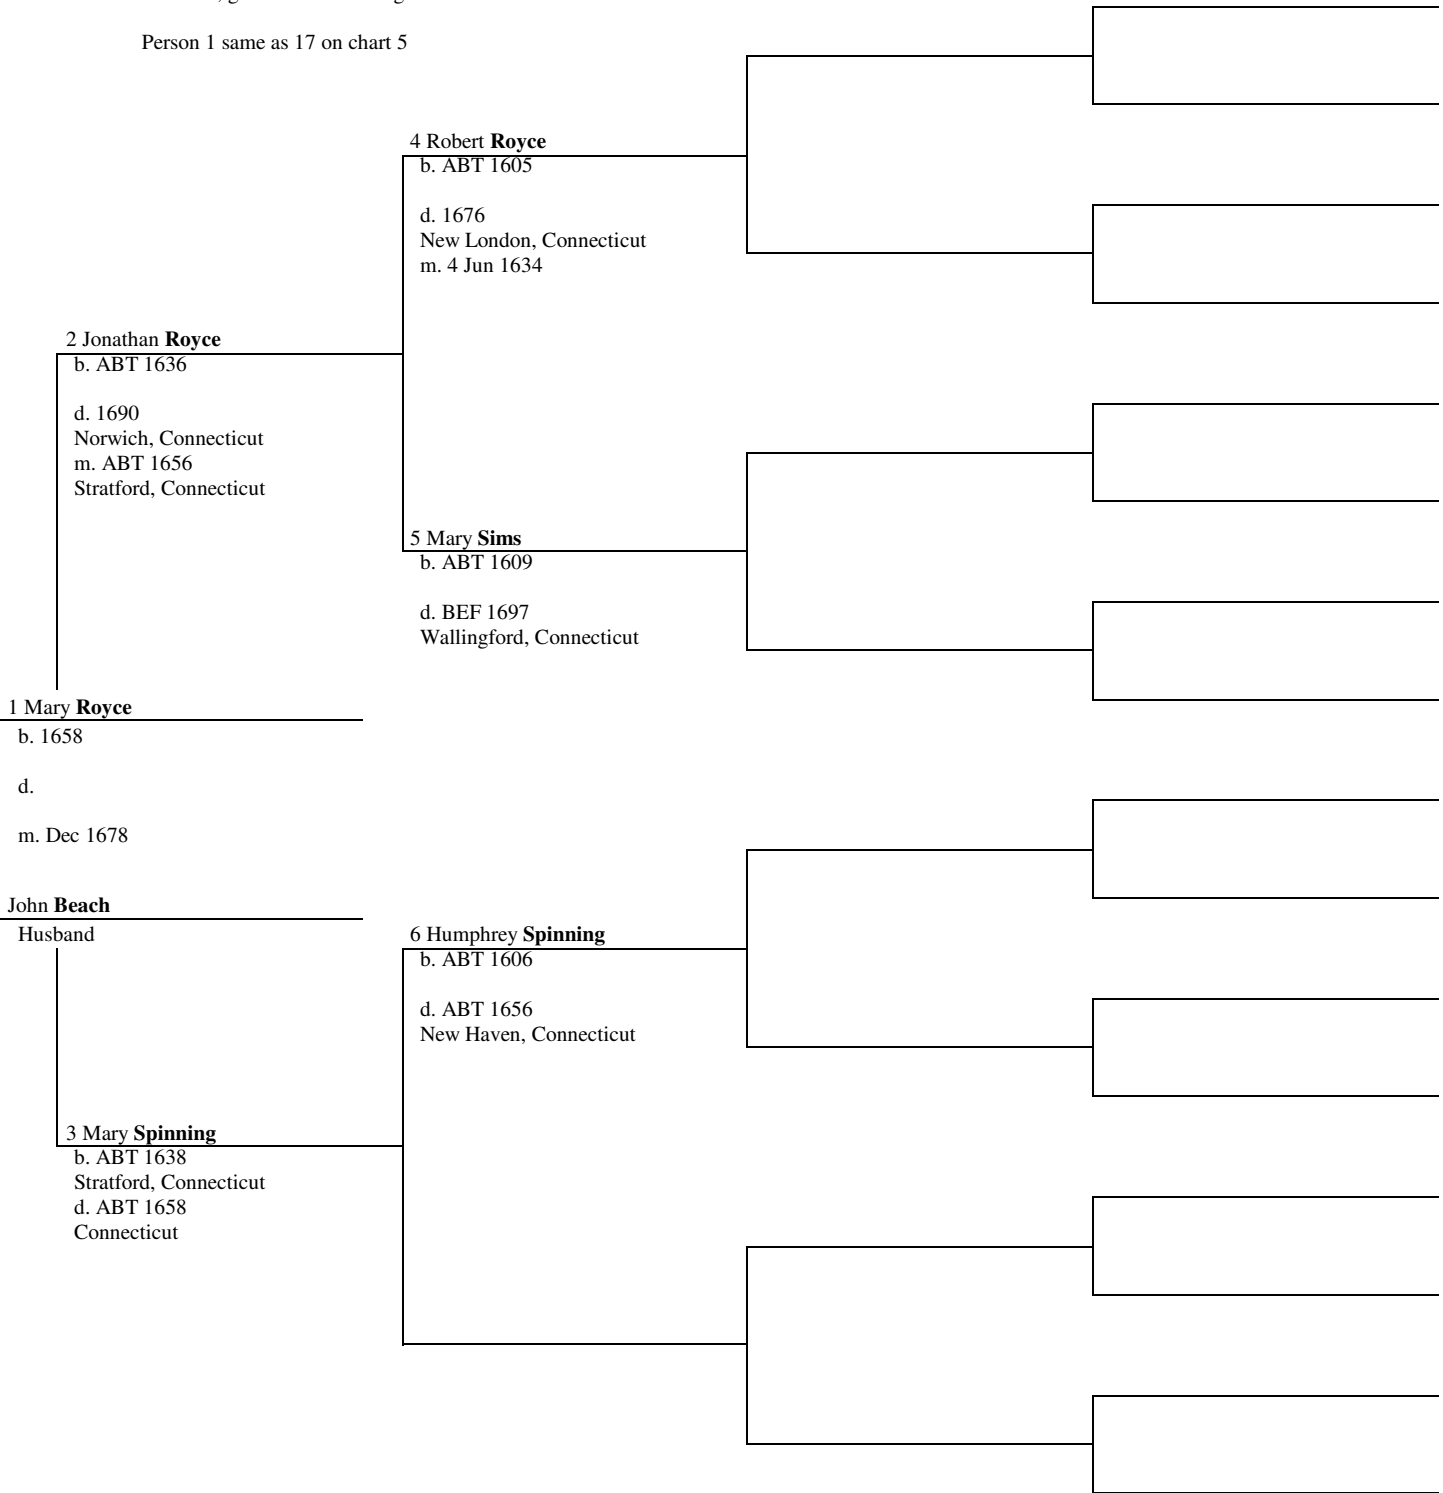 Person 1 same as 17 on chart 5
4 Robert Royce
b. ABT 1605
d. 1676
New London, Connecticut
m. 4 Jun 1634
2 Jonathan Royce
b. ABT 1636
d. 1690
Norwich, Connecticut
m. ABT 1656
Stratford, Connecticut
5 Mary Sims
b. ABT 1609
d. BEF 1697
Wallingford, Connecticut
1 Mary Royce
b. 1658
d.
m. Dec 1678
John Beach
Husband
6 Humphrey Spinning
b. ABT 1606
d. ABT 1656
New Haven, Connecticut
3 Mary Spinning
b. ABT 1638
Stratford, Connecticut
d. ABT 1658
Connecticut